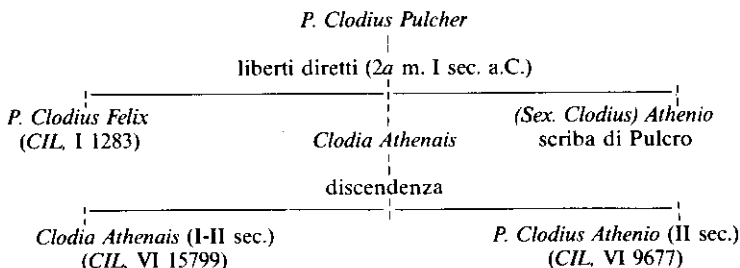 P. Clodius Pulcher
liberti diretti (2a m. I sec. a.C.)
P. Clodius Felix (Sex. Clodius) Athenio
(CIL, I 1283) Clodia Athenais scriba di Pulcro
discendenza
Clodia Athenais (I-II sec.) P. Clodius Athenio (II sec.)
(CIL, VI 15799) (CIL, VI 9677)